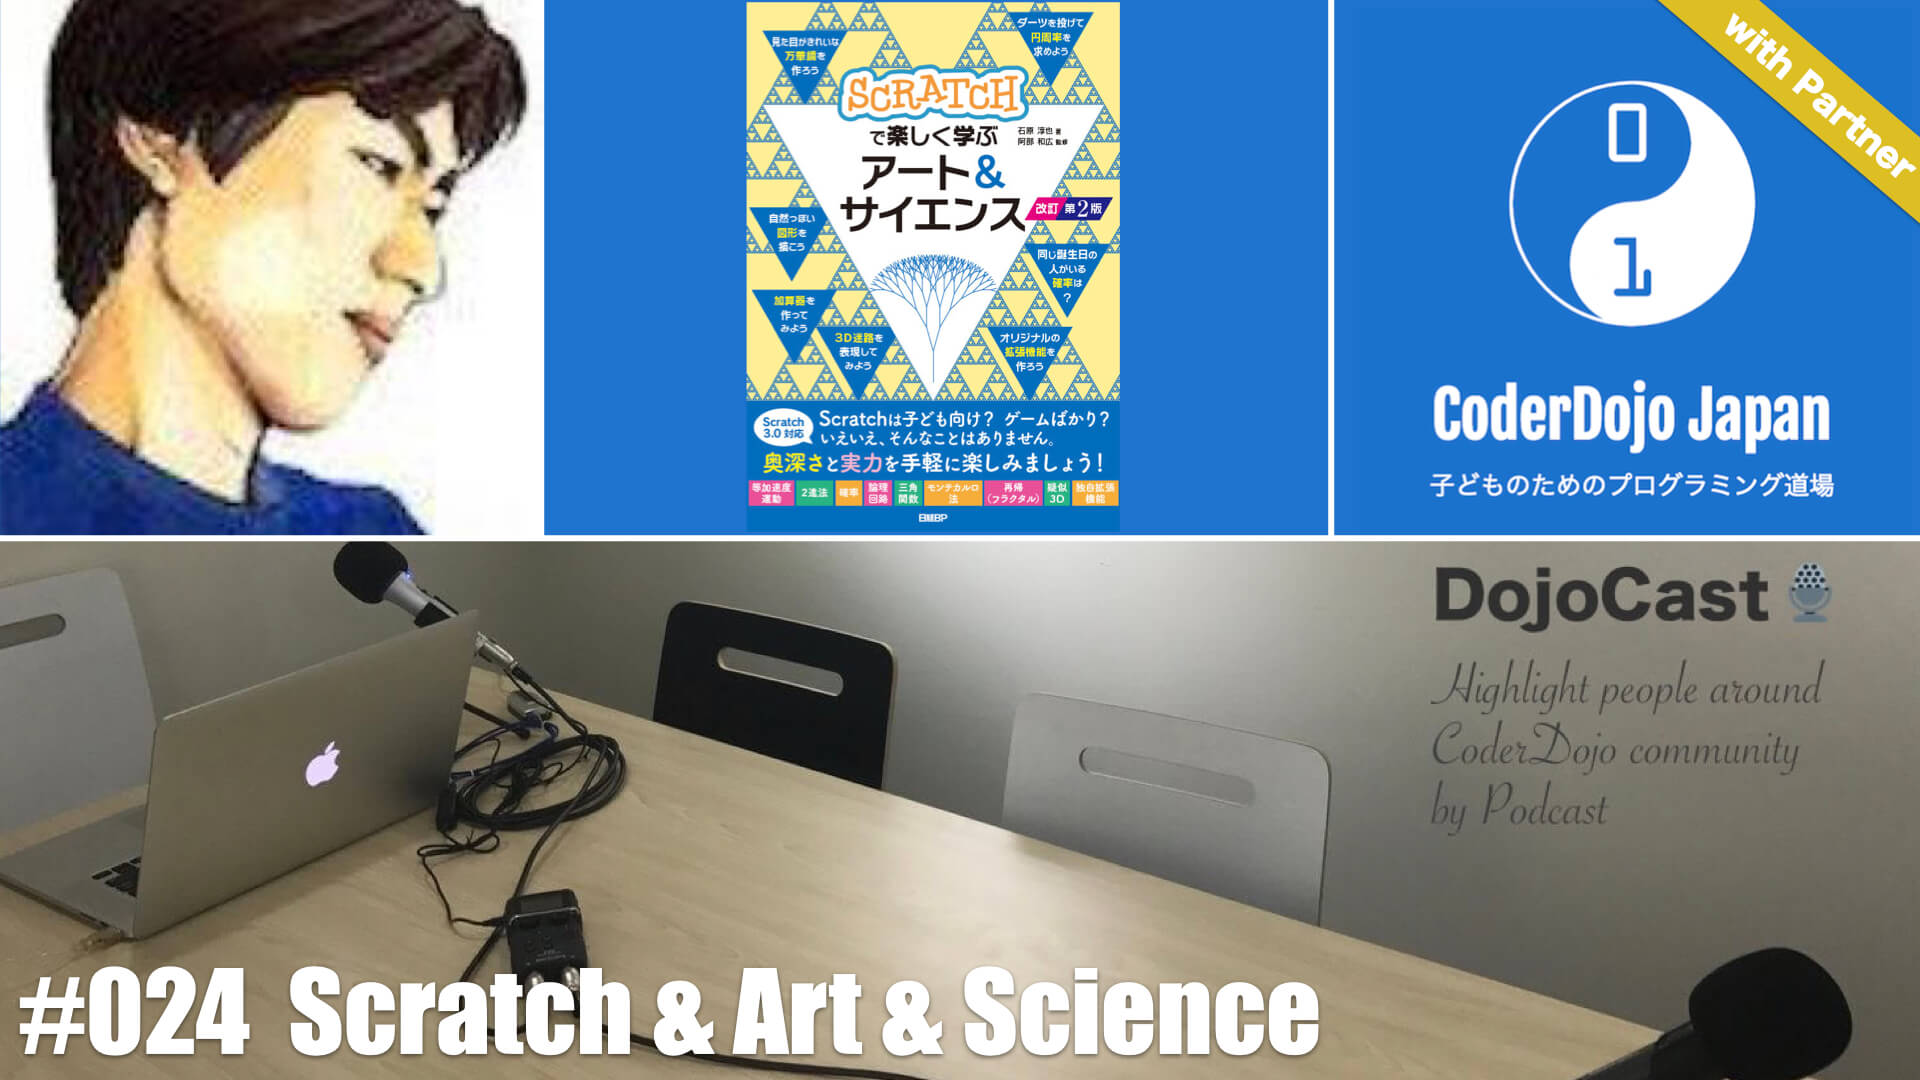 見た目がきれいな
万華鏡を
作ろう
ダーツを投げて
円周率を
求めよう
SCRATCH
で楽しく学ぶ
石原 淳也 著
阿部 和広 監修
アート&
サイエンス
改訂 第2版
自然っぽい
図形を
描こう
同じ誕生日の
人がいる
確率は
?
加算器を
作って
みよう
3D迷路を
表現して
みよう
オリジナルの
拡張機能を
作ろう
Scratch
3.0 対応
Scratchは子ども向け? ゲームばかり?
いえいえ、そんなことはありません。
奥深さと実力を手軽に楽しみましょう!
等加速度
運動
2進法
確率
論理
回路
三角
関数
モンテカルロ
法
再帰
(フラクタル)
疑似
3D
独自拡張
機能
日経BP
with Partner
0
1
CoderDojo Japan
子どものためのプログラミング道場
DojoCast
Highlight people around
CoderDojo community
by Podcast
#024 Scratch & Art & Science